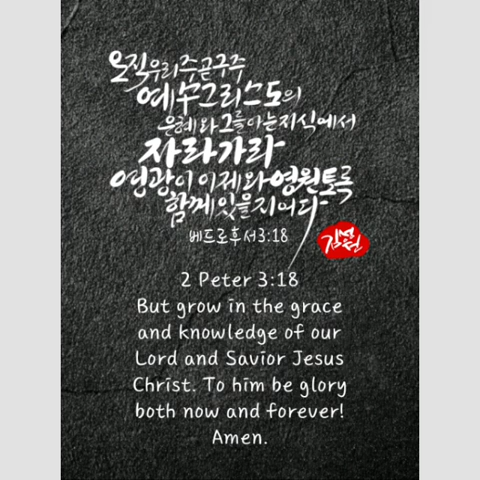 오직 우리 주 곧 구주
예수 그리스도의
은혜와 그를 아는 지식에서
자라가라
영광이 이제와 영원토록
함께 있을지어다
베드로후서 3:18
2 Peter 3:18
But grow in the grace
and knowledge of our
Lord and Savior Jesus
Christ. To him be glory
both now and forever!
Amen.